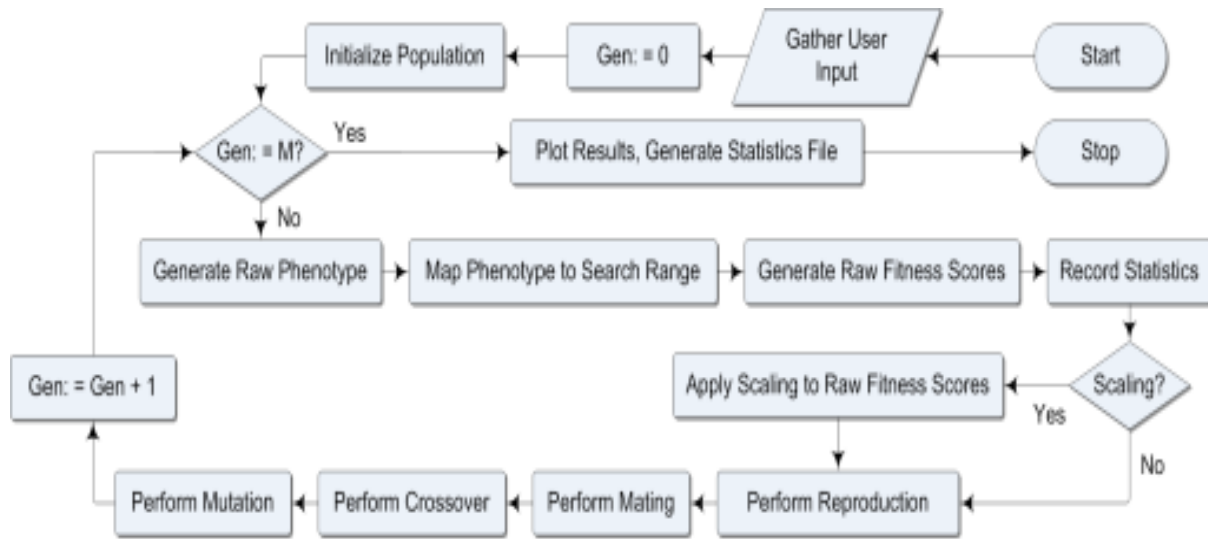 Start
Gather User
Input
Gen: = 0
Initialize Population
Gen: = M?
Yes
Plot Results, Generate Statistics File
Stop
No
Generate Raw Phenotype
Map Phenotype to Search Range
Generate Raw Fitness Scores
Record Statistics
Scaling?
Yes
Apply Scaling to Raw Fitness Scores
No
Perform Reproduction
Perform Mating
Perform Crossover
Perform Mutation
Gen: = Gen + 1